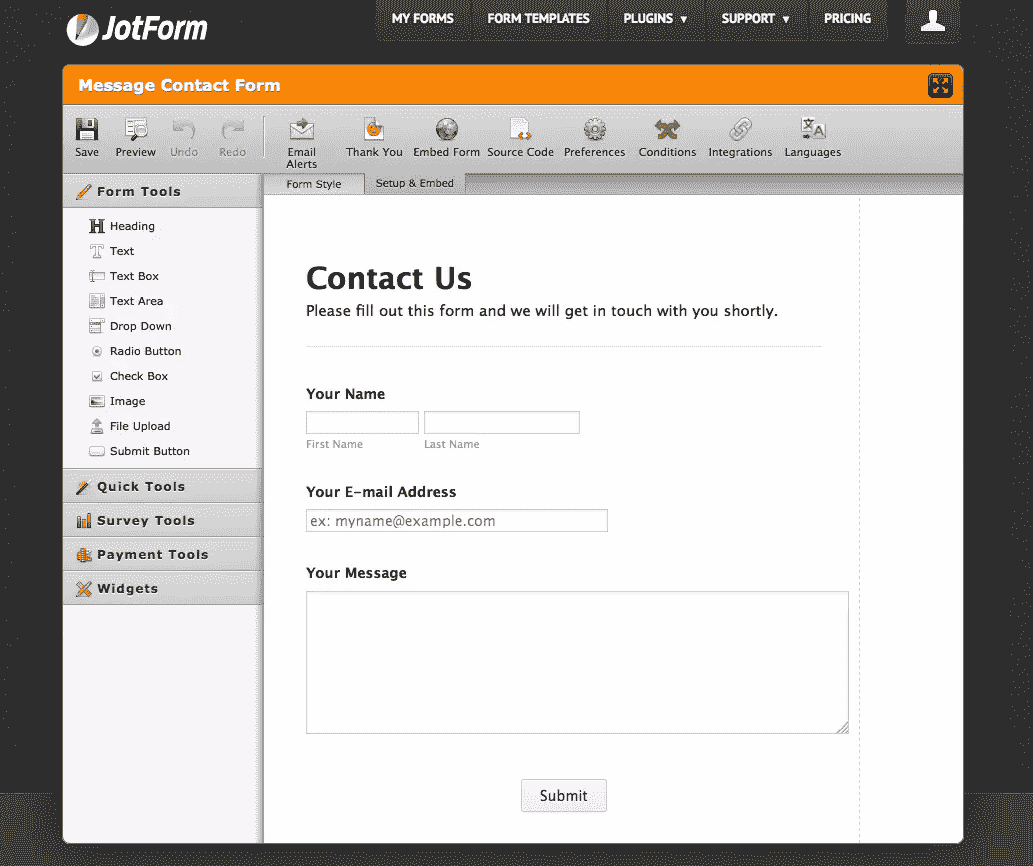 JotForm
MY FORMS FORM TEMPLATES PLUGINS ▼ SUPPORT ▼ PRICING
Message Contact Form
Save Preview Undo Redo Email Alerts Thank You Embed Form Source Code Preferences Conditions Integrations Languages
Form Tools
Form Style Setup & Embed
Heading
Text
Text Box
Text Area
Drop Down
Radio Button
Check Box
Image
File Upload
Submit Button
Quick Tools
Survey Tools
Payment Tools
Widgets
Contact Us
Please fill out this form and we will get in touch with you shortly.
Your Name
First Name Last Name
Your E-mail Address
ex: myname@example.com
Your Message
Submit